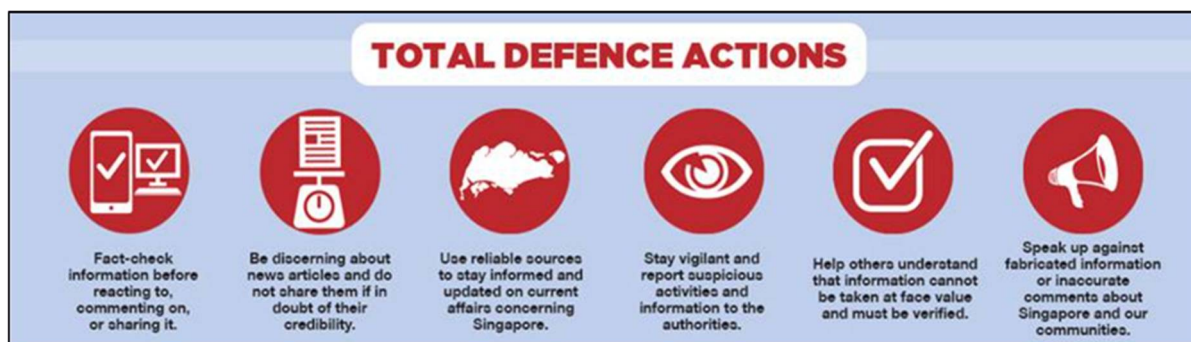 TOTAL DEFENCE ACTIONS
Fact-check
information before
reacting to,
commenting on,
or sharing it.
Be discerning about
news articles and do
not share them if in
doubt of their
credibility.
Use reliable sources
to stay informed and
updated on current
affairs concerning
Singapore.
Stay vigilant and
report suspicious
activities and
information to the
authorities.
Help others understand
that information cannot
be taken at face value
and must be verified.
Speak up against
fabricated information
or inaccurate
comments about
Singapore and our
communities.